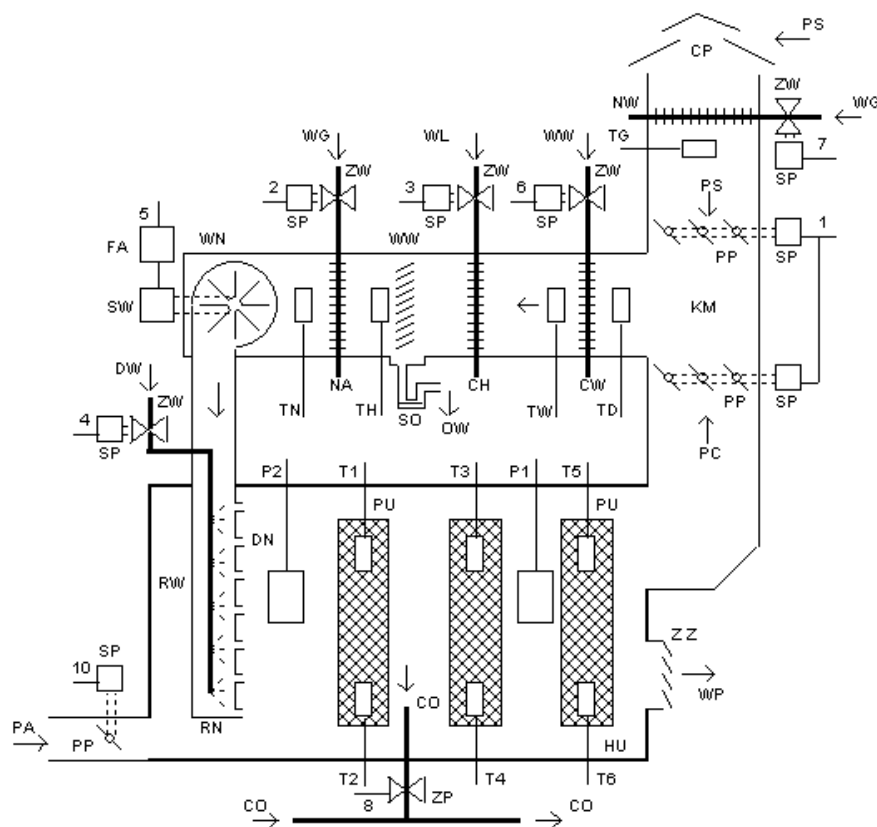 PS
CP
ZW
NW
WG
TG
7
SP
WG
WL
WW
ZW
ZW
ZW
2
3
6
SP
SP
SP
PS
1
5
WN
WW
PP
SP
FA
SW
KM
DW
NA
CH
CW
TN
TH
SO
OW
TW
TD
PP
SP
ZW
4
SP
PC
P2
T1
T3
P1
T5
PU
PU
DN
RW
SP
10
ZZ
WP
CO
PA
PP
RN
HU
T2
T4
T6
8
ZP
CO
CO